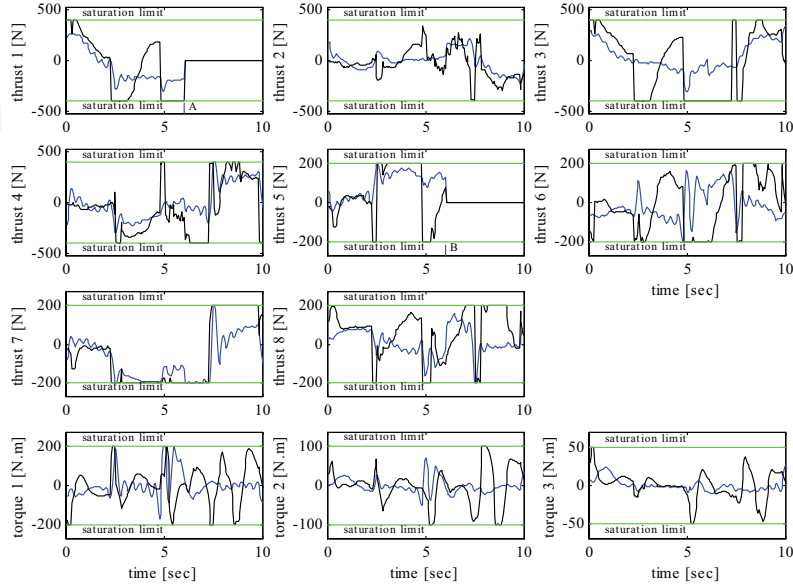 500
0
-500
thrust 1 [N]
saturation limit
saturation limit
A
0
5
10
500
0
-500
thrust 2 [N]
saturation limit
saturation limit
0
5
10
500
0
-500
thrust 3 [N]
saturation limit
saturation limit
0
5
10
500
0
-500
thrust 4 [N]
saturation limit
saturation limit
0
5
10
200
0
-200
thrust 5 [N]
saturation limit
saturation limit
B
0
5
10
200
0
-200
thrust 6 [N]
saturation limit
saturation limit
0
5
10
time [sec]
200
0
-200
thrust 7 [N]
saturation limit
saturation limit
0
5
10
200
0
-200
thrust 8 [N]
saturation limit
saturation limit
0
5
10
200
0
-200
torque 1 [N.m]
saturation limit
saturation limit
0
5
10
time [sec]
100
0
-100
torque 2 [N.m]
saturation limit
saturation limit
0
5
10
time [sec]
50
0
-50
torque 3 [N.m]
saturation limit
saturation limit
0
5
10
time [sec]